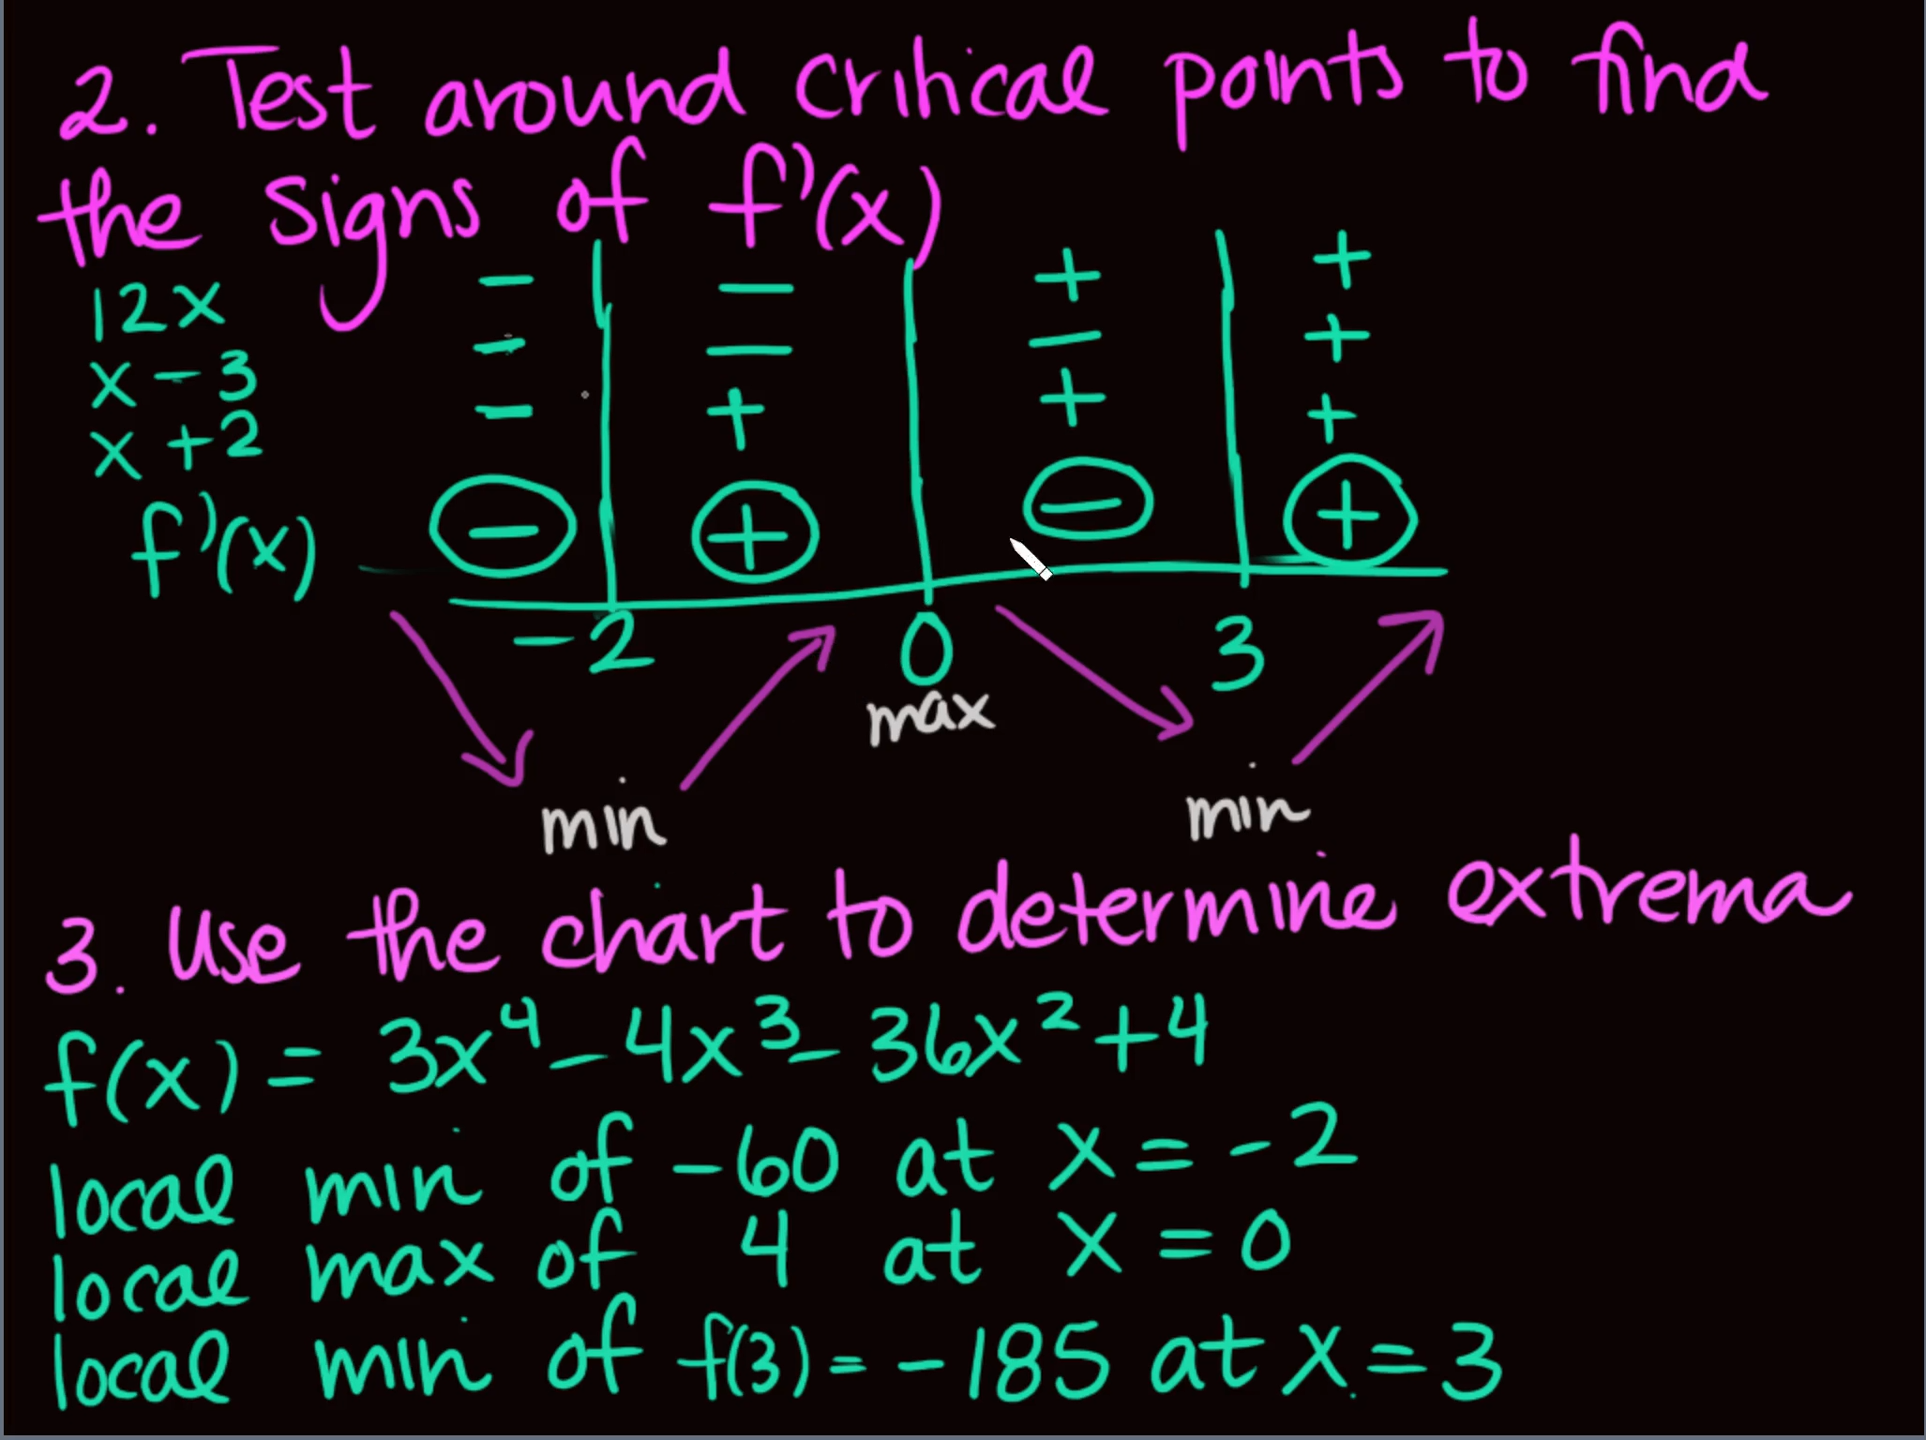 2. Test around critical points to find
the signs of f'(x)
12x - - + +
x - 3 - - - +
x + 2 - + + +
f'(x) - + - +
-2 0 3
max
min min
3. Use the chart to determine extrema
f(x) = 3x⁴ - 4x³ - 36x² + 4
local min of -60 at x = -2
local max of 4 at x = 0
local min of f(3) = -185 at x = 3